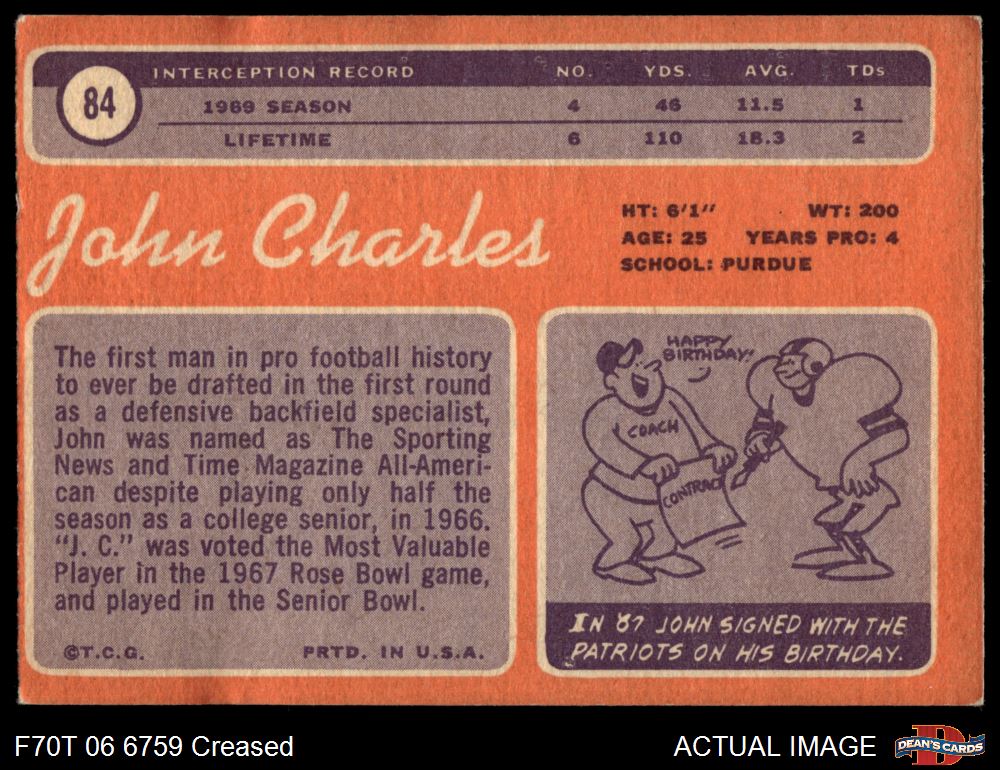 84
INTERCEPTION RECORD NO. YDS. AVG. TDs
1969 SEASON 4 46 11.5 1
LIFETIME 6 110 18.3 2
John Charles
HT: 6'1" WT: 200
AGE: 25 YEARS PRO: 4
SCHOOL: PURDUE
The first man in pro football history
to ever be drafted in the first round
as a defensive backfield specialist,
John was named as The Sporting
News and Time Magazine All-Ameri-
can despite playing only half the
season as a college senior, in 1966.
"J. C." was voted the Most Valuable
Player in the 1967 Rose Bowl game,
and played in the Senior Bowl.
©T.C.G. PRTD. IN U.S.A.
HAPPY
BIRTHDAY!
COACH
CONTRACT
IN '67 JOHN SIGNED WITH THE
PATRIOTS ON HIS BIRTHDAY.
F70T 06 6759 Creased
ACTUAL IMAGE
D
DEAN'S CARDS